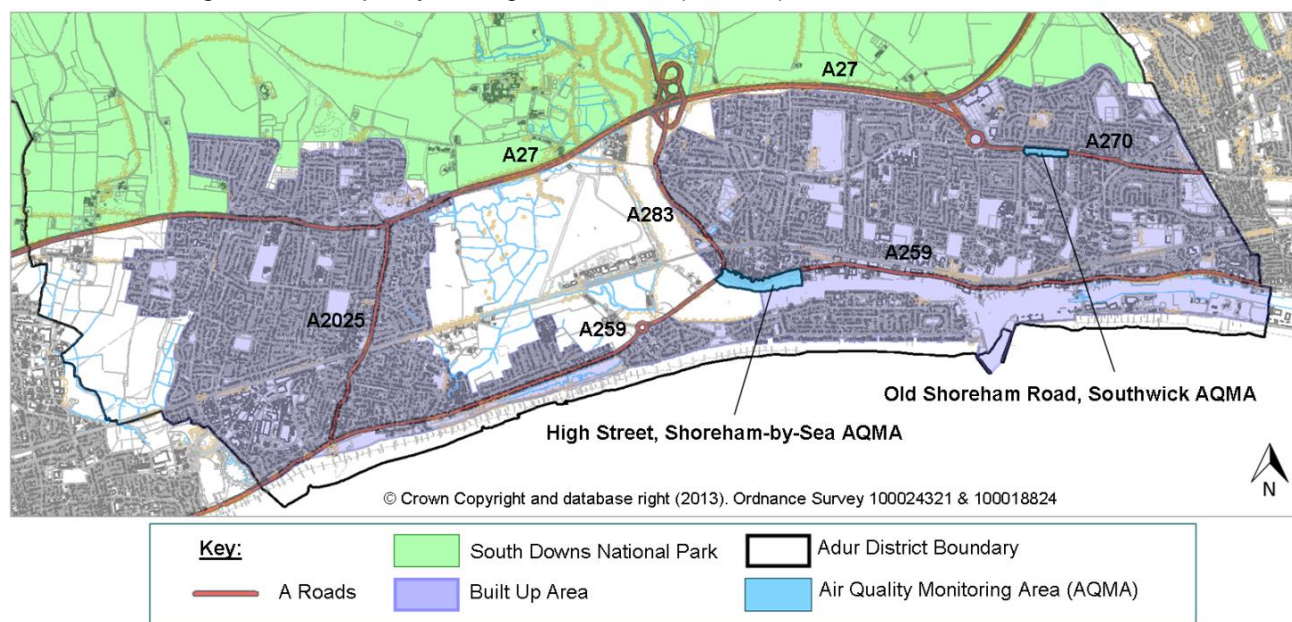 A27
A27
A270
A283
A259
A2025
A259
Old Shoreham Road, Southwick AQMA
High Street, Shoreham-by-Sea AQMA
N
© Crown Copyright and database right (2013). Ordnance Survey 100024321 & 100018824
Key:
South Downs National Park
Adur District Boundary
A Roads
Built Up Area
Air Quality Monitoring Area (AQMA)